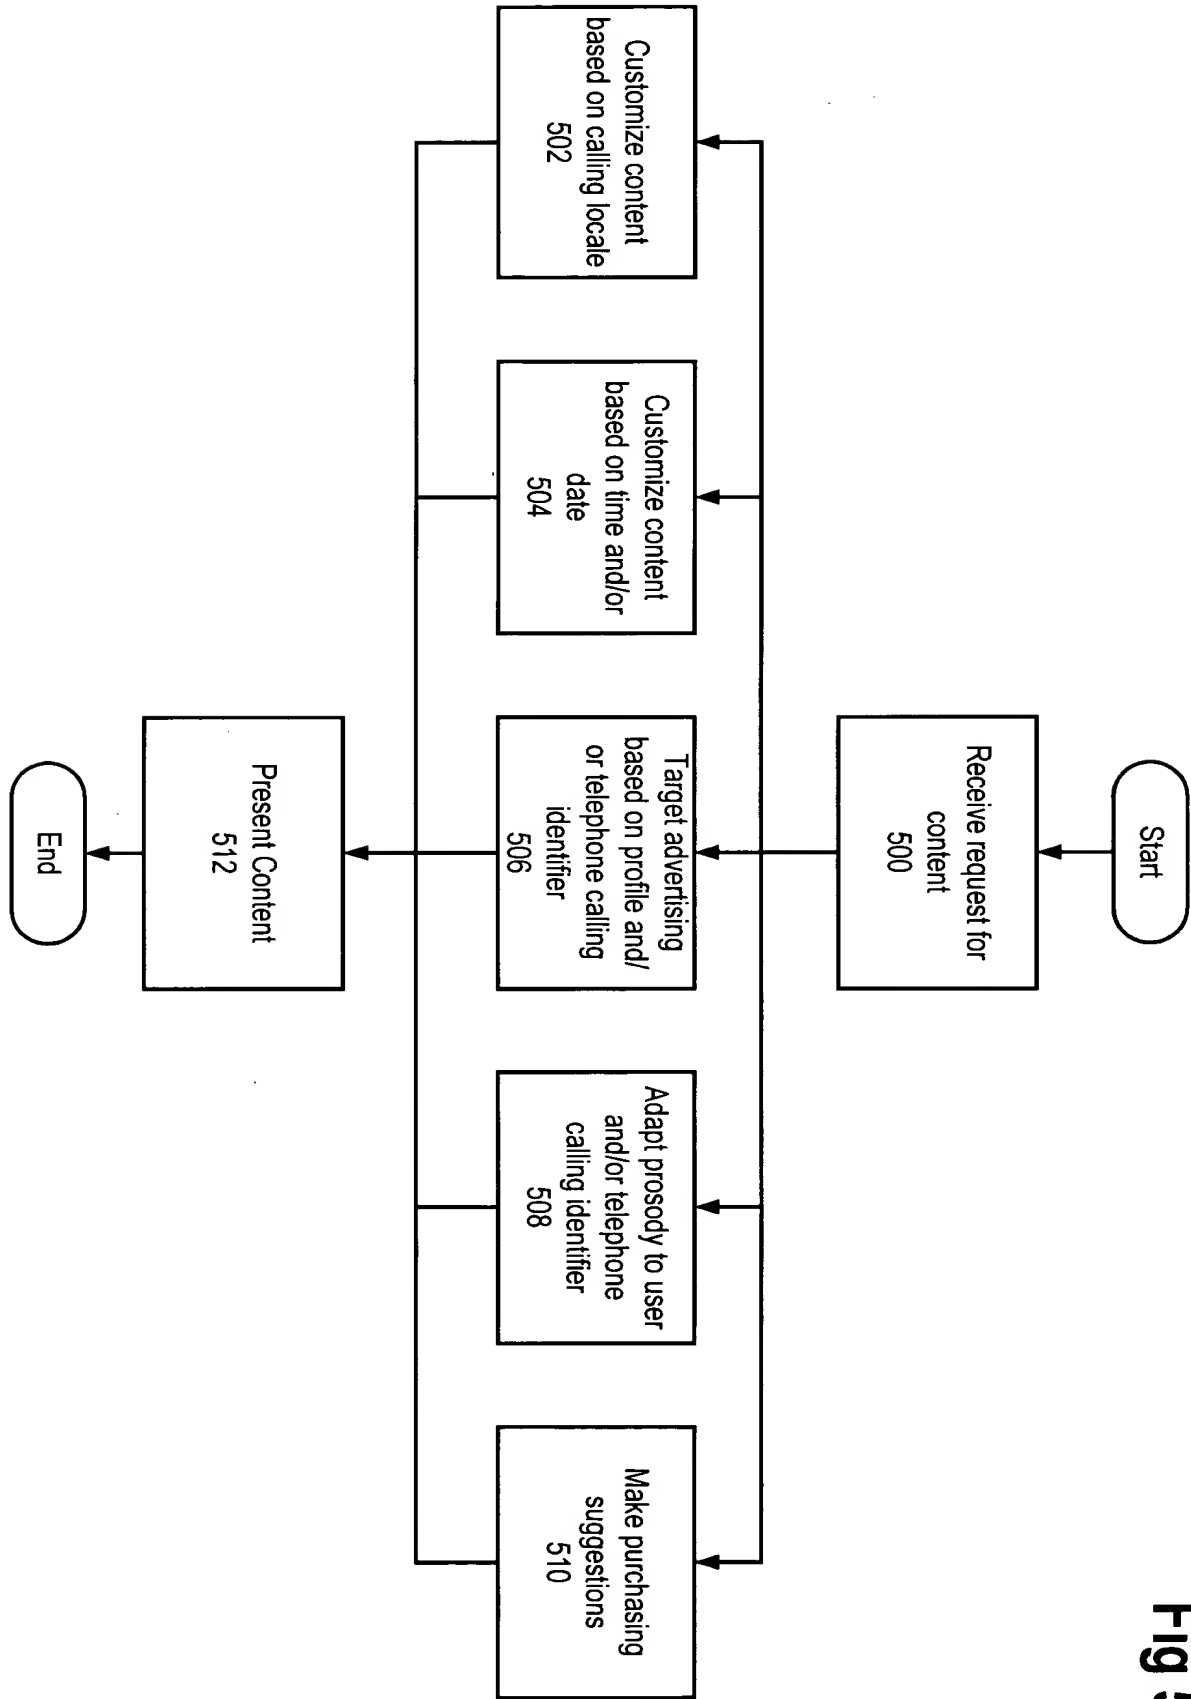 Start
Receive request for
content
500
Customize content
based on calling locale
502
Customize content
based on time and/or
date
504
Target advertising
based on profile and/
or telephone calling
identifier
506
Adapt prosody to user
and/or telephone
calling identifier
508
Make purchasing
suggestions
510
Present Content
512
End
Fig 5